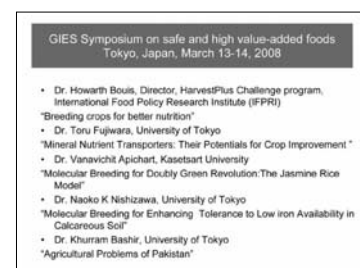 GIES Symposium on safe and high value-added foods
Tokyo, Japan, March 13-14, 2008
• Dr. Howarth Bouis, Director, HarvestPlus Challenge program,
International Food Policy Research Institute (IFPRI)
"Breeding crops for better nutrition"
• Dr. Toru Fujiwara, University of Tokyo
"Mineral Nutrient Transporters: Their Potentials for Crop Improvement "
• Dr. Vanavichit Apichart, Kasetsart University
"Molecular Breeding for Doubly Green Revolution:The Jasmine Rice
Model"
• Dr. Naoko K Nishizawa, University of Tokyo
"Molecular Breeding for Enhancing Tolerance to Low iron Availability in
Calcareous Soil"
• Dr. Khurram Bashir, University of Tokyo
"Agricultural Problems of Pakistan"